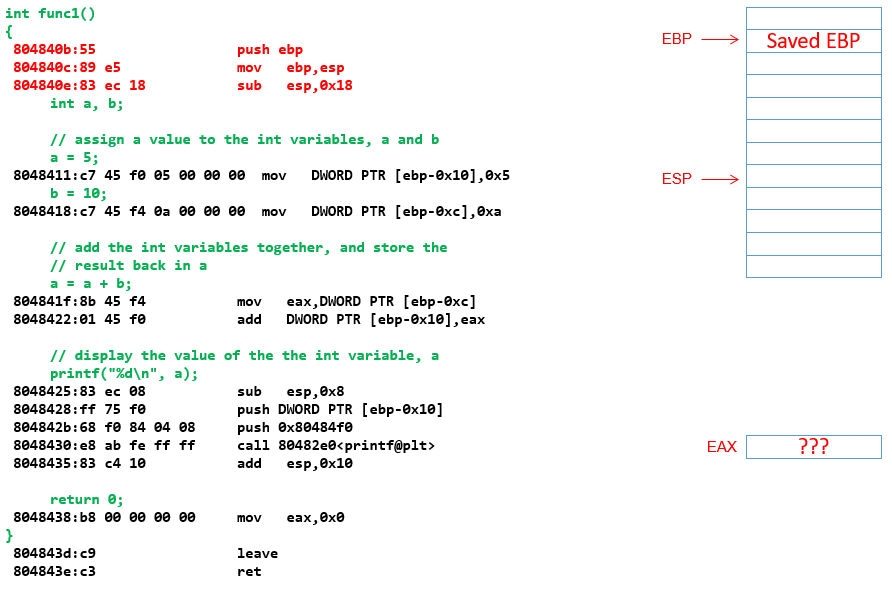 int func1()
{
804840b:55 push ebp
EBP
Saved EBP
804840c:89 e5 mov ebp,esp
804840e:83 ec 18 sub esp,0x18
int a, b;
// assign a value to the int variables, a and b
a = 5;
8048411:c7 45 f0 05 00 00 00 mov DWORD PTR [ebp-0x10],0x5
ESP
b = 10;
8048418:c7 45 f4 0a 00 00 00 mov DWORD PTR [ebp-0xc],0xa
// add the int variables together, and store the
// result back in a
a = a + b;
804841f:8b 45 f4 mov eax,DWORD PTR [ebp-0xc]
8048422:01 45 f0 add DWORD PTR [ebp-0x10],eax
// display the value of the the int variable, a
printf("%d\n", a);
8048425:83 ec 08 sub esp,0x8
8048428:ff 75 f0 push DWORD PTR [ebp-0x10]
804842b:68 f0 84 04 08 push 0x80484f0
8048430:e8 ab fe ff ff call 80482e0<printf@plt>
EAX
???
8048435:83 c4 10 add esp,0x10
return 0;
8048438:b8 00 00 00 00 mov eax,0x0
}
804843d:c9 leave
804843e:c3 ret